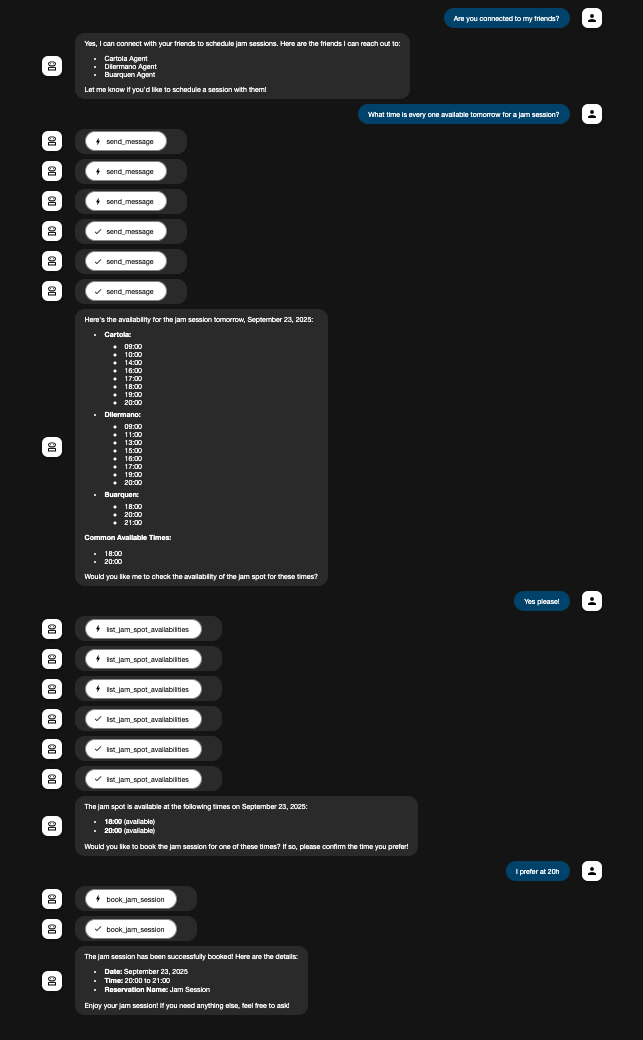 Are you connected to my friends?
Yes, I can connect with your friends to schedule jam sessions. Here are the friends I can reach out to:
Cartola Agent
Dilermano Agent
Buarquen Agent
Let me know if you'd like to schedule a session with them!
What time is every one available tomorrow for a jam session?
send_message
send_message
send_message
send_message
send_message
send_message
Here's the availability for the jam session tomorrow, September 23, 2025:
Cartola:
09:00
10:00
14:00
16:00
17:00
18:00
19:00
20:00
Dilermano:
09:00
11:00
13:00
15:00
16:00
17:00
19:00
20:00
Buarquen:
18:00
20:00
21:00
Common Available Times:
18:00
20:00
Would you like me to check the availability of the jam spot for these times?
Yes please!
list_jam_spot_availabilities
list_jam_spot_availabilities
list_jam_spot_availabilities
list_jam_spot_availabilities
list_jam_spot_availabilities
list_jam_spot_availabilities
The jam spot is available at the following times on September 23, 2025:
18:00 (available)
20:00 (available)
Would you like to book the jam session for one of these times? If so, please confirm the time you prefer!
I prefer at 20h
book_jam_session
book_jam_session
The jam session has been successfully booked! Here are the details:
Date: September 23, 2025
Time: 20:00 to 21:00
Reservation Name: Jam Session
Enjoy your jam session! If you need anything else, feel free to ask!